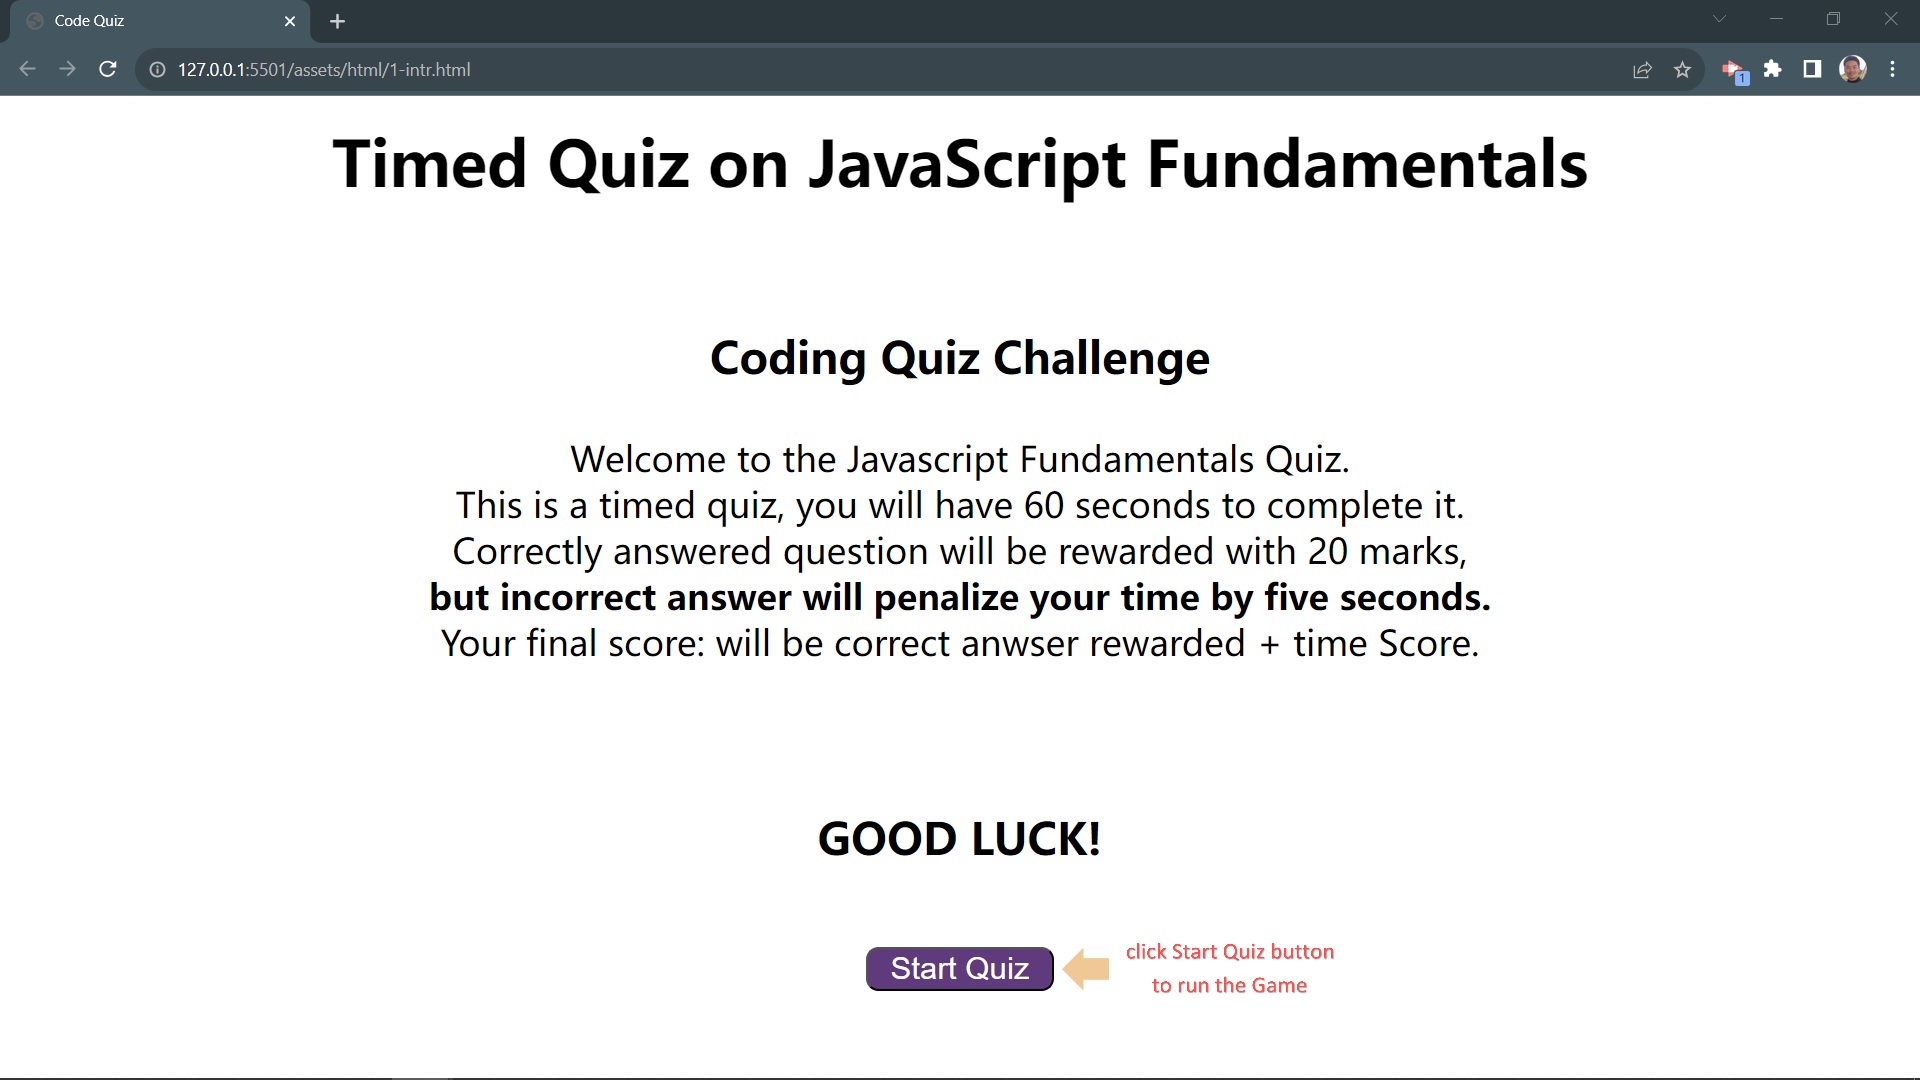 Code Quiz
127.0.0.1:5501/assets/html/1-intr.html
1
Timed Quiz on JavaScript Fundamentals
Coding Quiz Challenge
Welcome to the Javascript Fundamentals Quiz.
This is a timed quiz, you will have 60 seconds to complete it.
Correctly answered question will be rewarded with 20 marks,
but incorrect answer will penalize your time by five seconds.
Your final score: will be correct anwser rewarded + time Score.
GOOD LUCK!
Start Quiz
click Start Quiz button
to run the Game